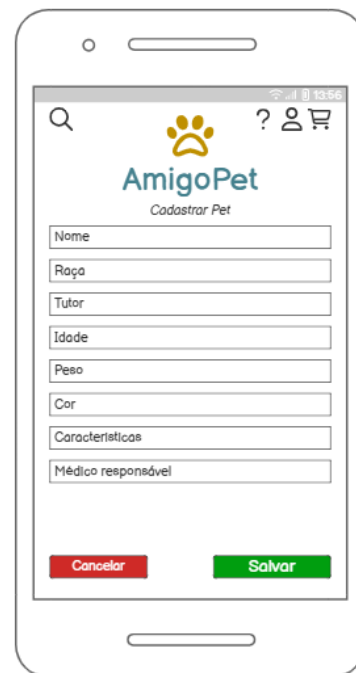 13:56
?
AmigoPet
Cadastrar Pet
Nome
Raça
Tutor
Idade
Peso
Cor
Características
Médico responsável
Cancelar
Salvar